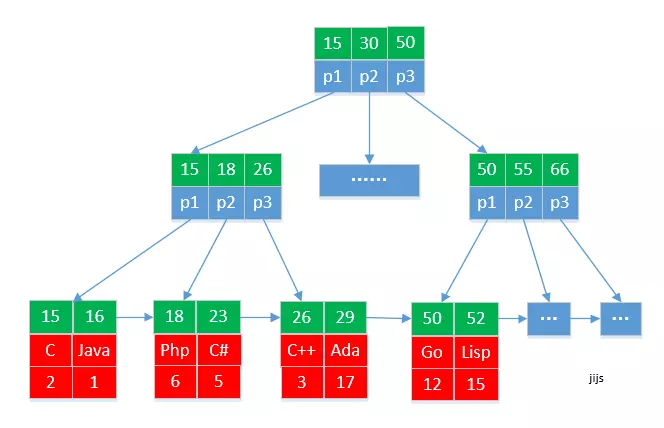 15 30 50
p1 p2 p3
15 18 26
p1 p2 p3
......
50 55 66
p1 p2 p3
15 16
C Java
2 1
18 23
Php C#
6 5
26 29
C++ Ada
3 17
50 52
Go Lisp
12 15
...
...
jijs